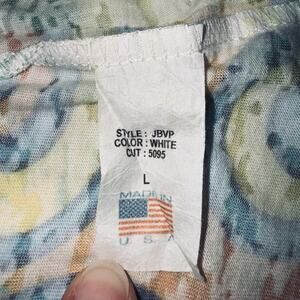 STYLE: JBVP
COLOR: WHITE
CUT: 5095
L
MADE IN
U.S.A